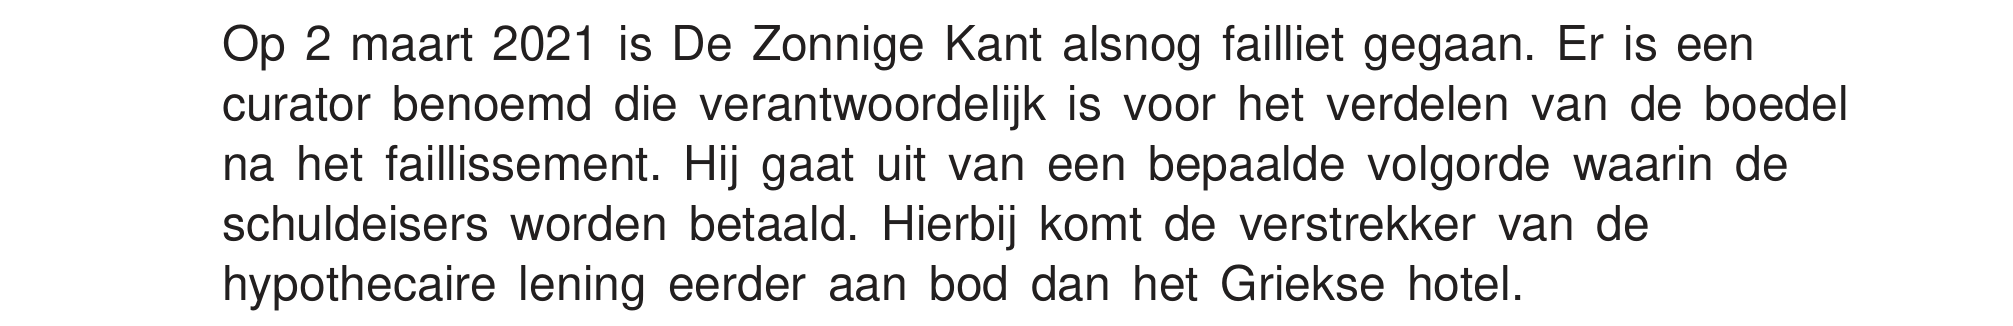 Op 2 maart 2021 is De Zonnige Kant alsnog failliet gegaan. Er is een
curator benoemd die verantwoordelijk is voor het verdelen van de boedel
na het faillissement. Hij gaat uit van een bepaalde volgorde waarin de
schuldeisers worden betaald. Hierbij komt de verstrekker van de
hypothecaire lening eerder aan bod dan het Griekse hotel.